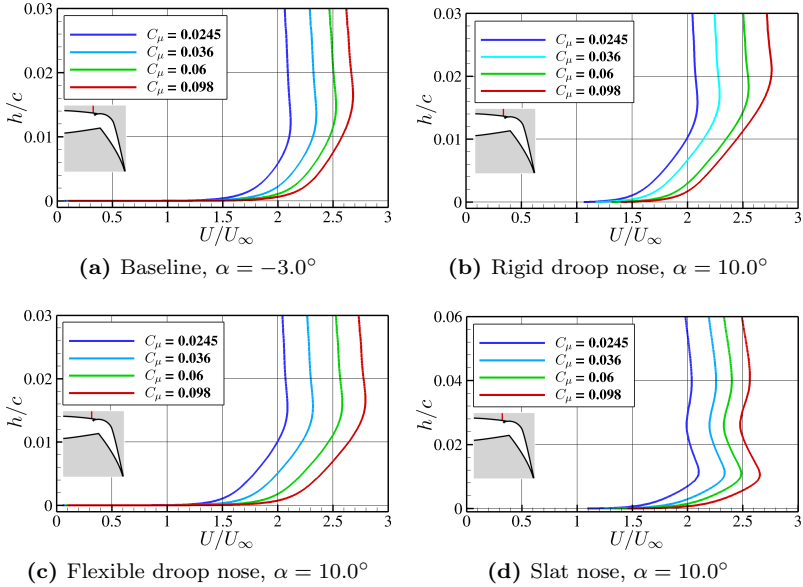 0.03
0.02
0.01
0
h/c
C_μ = 0.0245
C_μ = 0.036
C_μ = 0.06
C_μ = 0.098
0 0.5 1 1.5 2 2.5 3
U/U_∞
(a) Baseline, α = −3.0°
0.03
0.02
0.01
0
h/c
C_μ = 0.0245
C_μ = 0.036
C_μ = 0.06
C_μ = 0.098
0 0.5 1 1.5 2 2.5 3
U/U_∞
(b) Rigid droop nose, α = 10.0°
0.03
0.02
0.01
0
h/c
C_μ = 0.0245
C_μ = 0.036
C_μ = 0.06
C_μ = 0.098
0 0.5 1 1.5 2 2.5 3
U/U_∞
(c) Flexible droop nose, α = 10.0°
0.06
0.04
0.02
0
h/c
C_μ = 0.0245
C_μ = 0.036
C_μ = 0.06
C_μ = 0.098
0 0.5 1 1.5 2 2.5 3
U/U_∞
(d) Slat nose, α = 10.0°